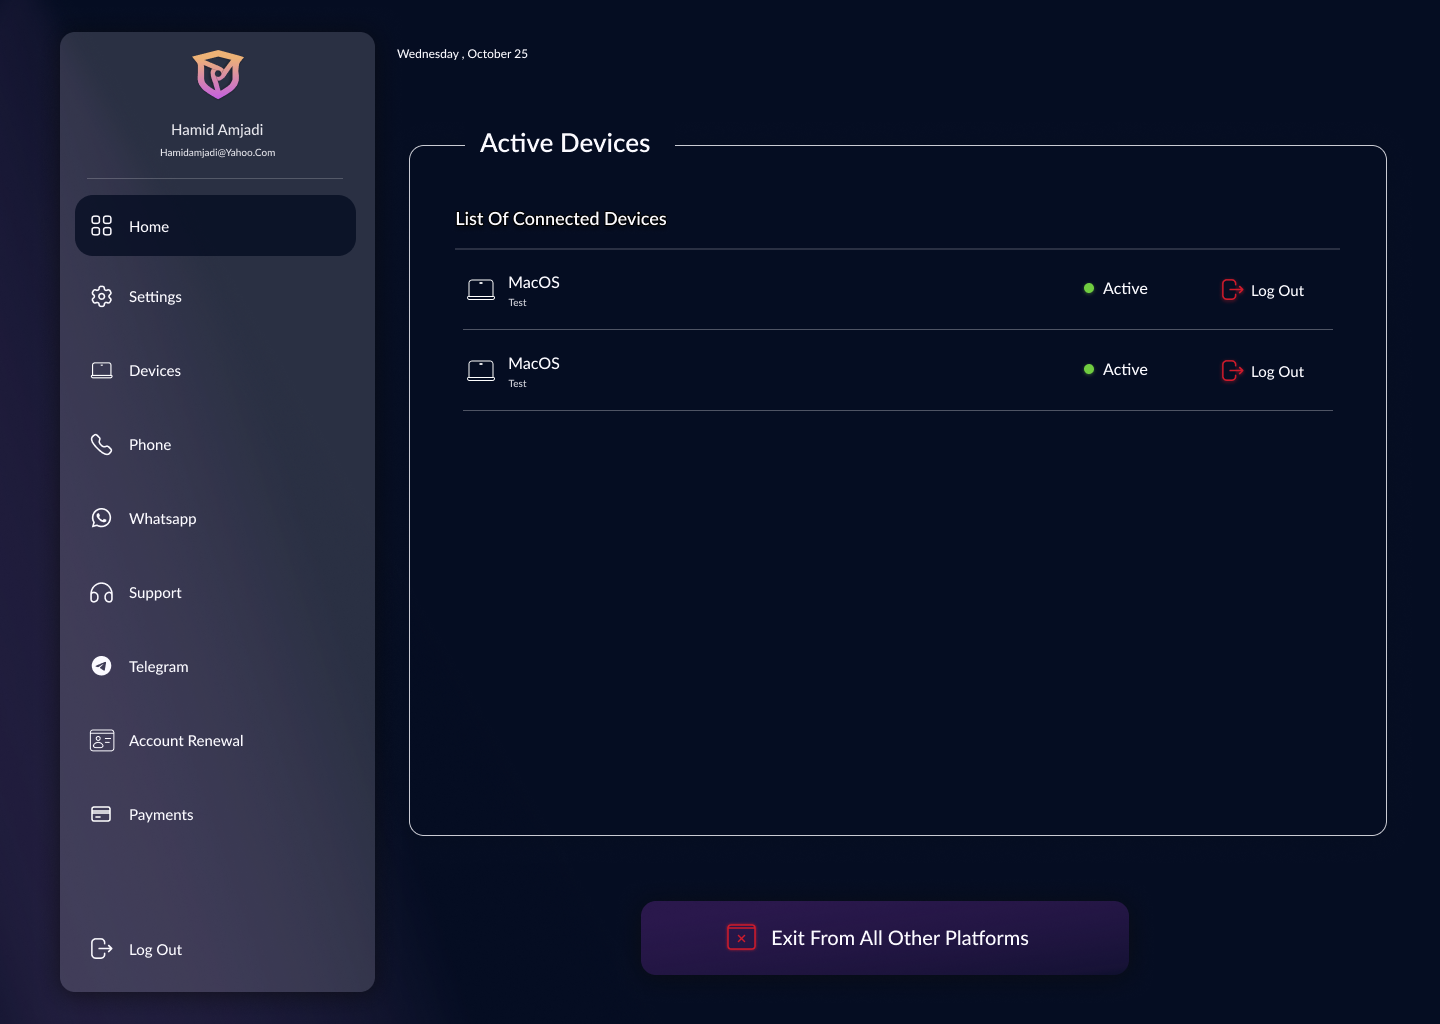 Wednesday , October 25
Hamid Amjadi
Hamidamjadi@Yahoo.Com
Home
Settings
Devices
Phone
Whatsapp
Support
Telegram
Account Renewal
Payments
Log Out
Active Devices
List Of Connected Devices
MacOS
Test
Active
Log Out
MacOS
Test
Active
Log Out
Exit From All Other Platforms